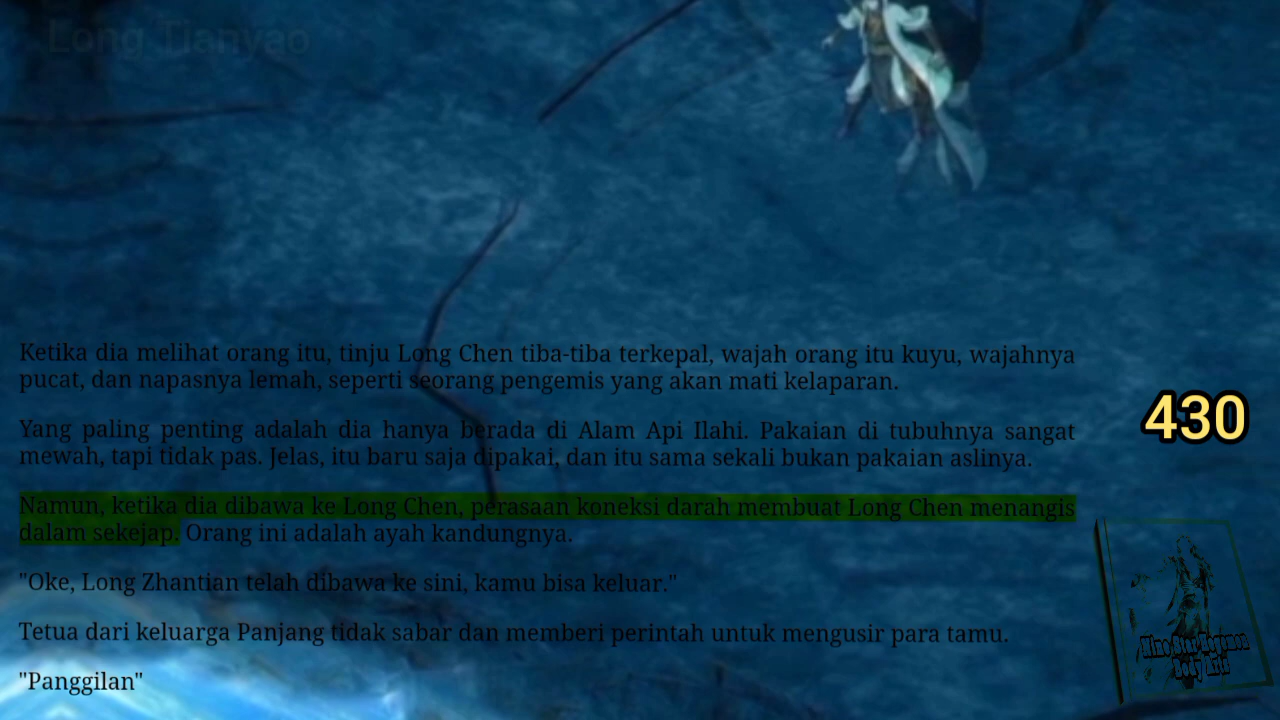 Long Tianyao
Ketika dia melihat orang itu, tinju Long Chen tiba-tiba terkepal, wajah orang itu kuyu, wajahnya
pucat, dan napasnya lemah, seperti seorang pengemis yang akan mati kelaparan.
Yang paling penting adalah dia hanya berada di Alam Api Ilahi. Pakaian di tubuhnya sangat
mewah, tapi tidak pas. Jelas, itu baru saja dipakai, dan itu sama sekali bukan pakaian aslinya.
Namun, ketika dia dibawa ke Long Chen, perasaan koneksi darah membuat Long Chen menangis
dalam sekejap. Orang ini adalah ayah kandungnya.
"Oke, Long Zhantian telah dibawa ke sini, kamu bisa keluar."
Tetua dari keluarga Panjang tidak sabar dan memberi perintah untuk mengusir para tamu.
"Panggilan"
430
Nine Star Hegemon
Body Arts